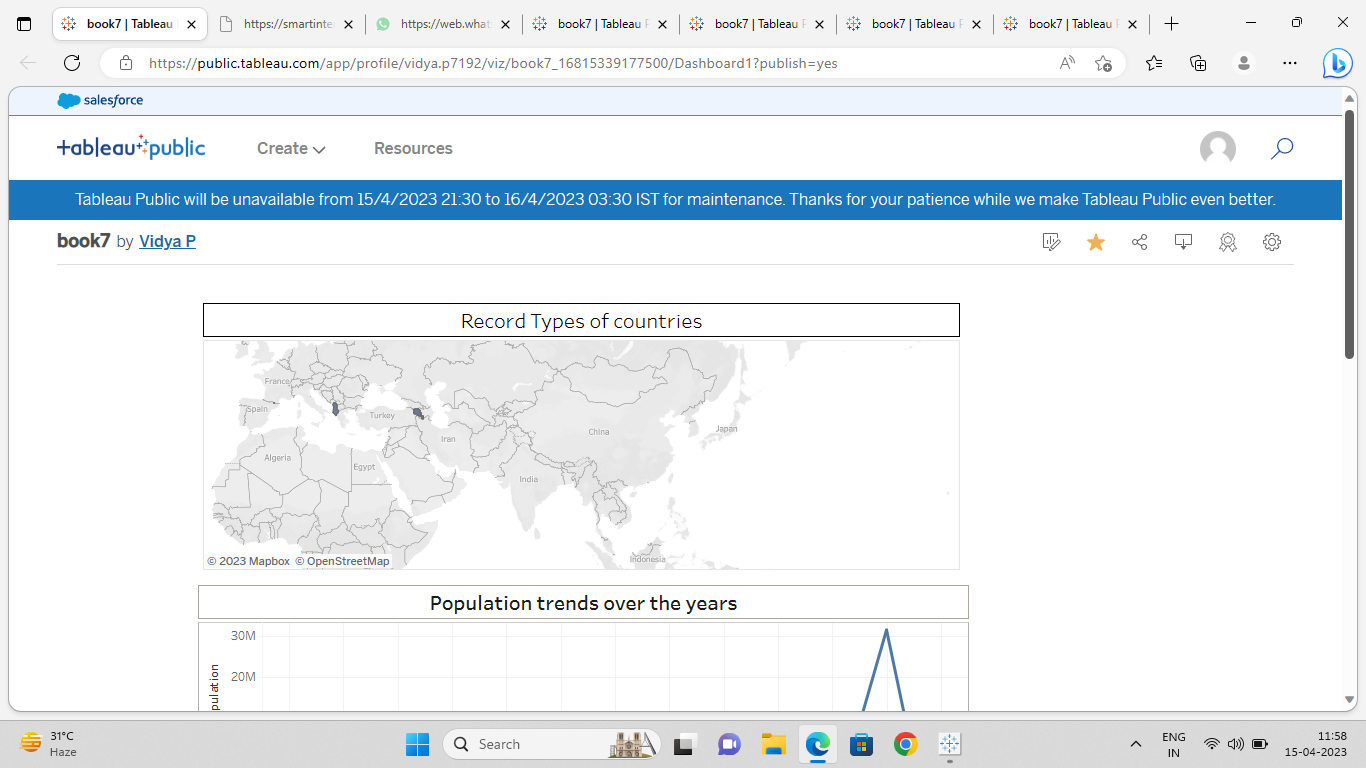 book7 | Tableau
https://smartinte
https://web.what
book7 | Tableau P
book7 | Tableau P
book7 | Tableau P
book7 | Tableau P
https://public.tableau.com/app/profile/vidya.p7192/viz/book7_16815339177500/Dashboard1?publish=yes
salesforce
+ableau public
Create
Resources
Tableau Public will be unavailable from 15/4/2023 21:30 to 16/4/2023 03:30 IST for maintenance. Thanks for your patience while we make Tableau Public even better.
book7 by Vidya P
Record Types of countries
France
Spain
Turkey
Japan
China
Iran
Algeria
Egypt
India
Indonesia
© 2023 Mapbox © OpenStreetMap
Population trends over the years
30M
20M
pulation
31°C
Haze
Search
ENG
IN
11:58
15-04-2023